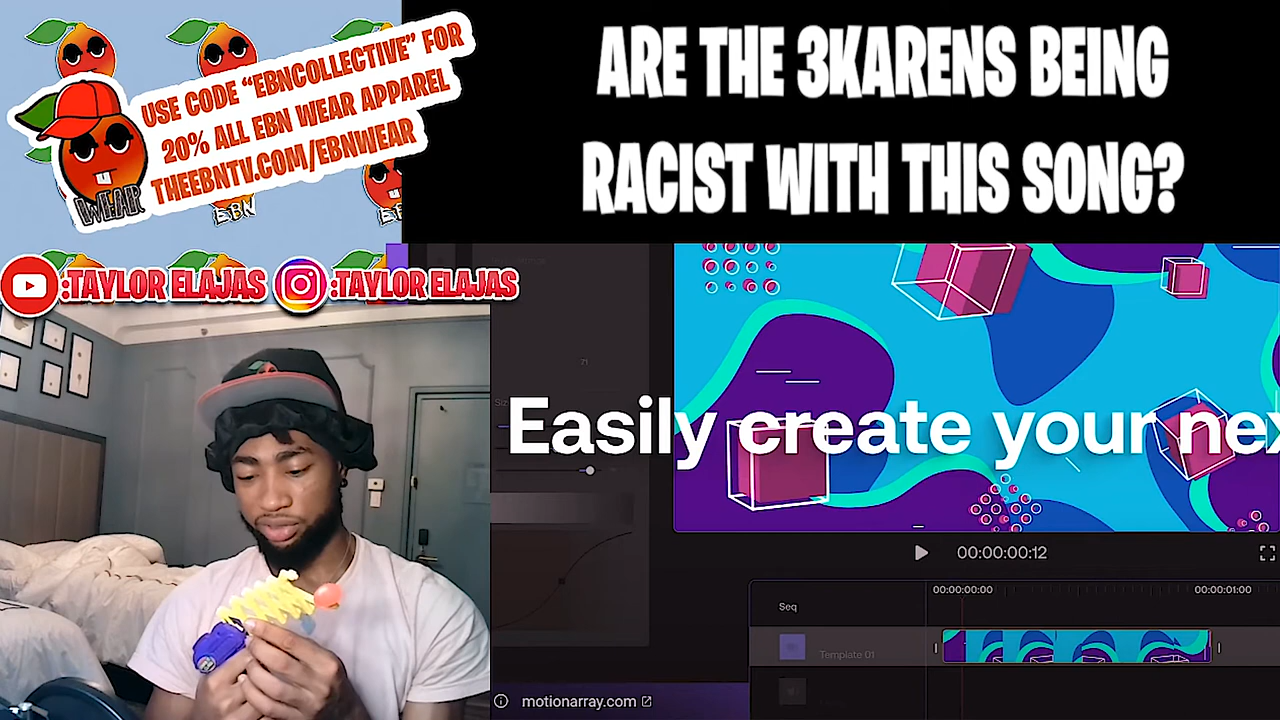 USE CODE “EBNCOLLECTIVE” FOR
20% ALL EBN WEAR APPAREL
THEEBNTV.COM/EBNWEAR
WEAR
EBN
ARE THE 3KARENS BEING
RACIST WITH THIS SONG?
:TAYLOR ELAJAS :TAYLOR ELAJAS
Easily create your nex
00:00:00:12
00:00:00:00 00:00:01:00
Seq
Template 01
motionarray.com